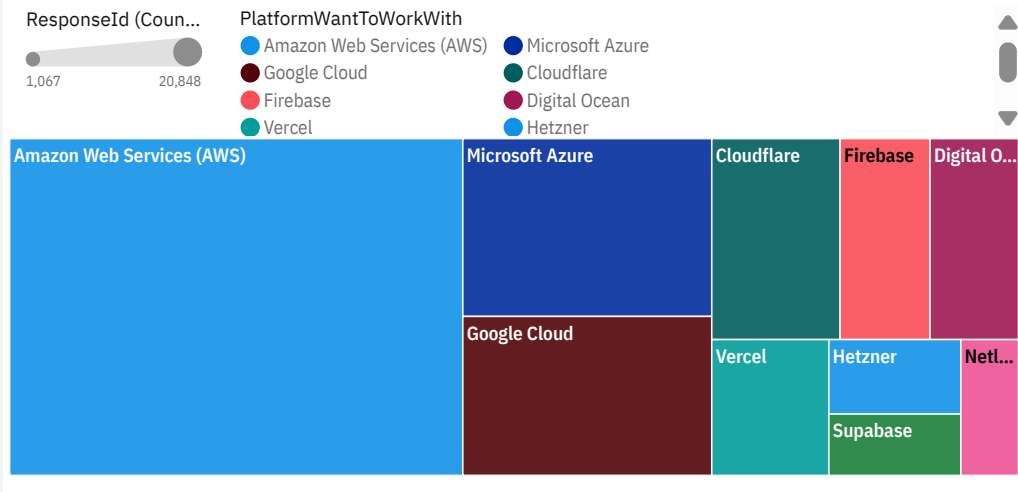 ResponseId (Coun...
1,067 20,848
PlatformWantToWorkWith
Amazon Web Services (AWS) Microsoft Azure
Google Cloud Cloudflare
Firebase Digital Ocean
Vercel Hetzner
Amazon Web Services (AWS)
Microsoft Azure
Google Cloud
Cloudflare
Firebase
Digital O...
Vercel
Hetzner
Netl...
Supabase